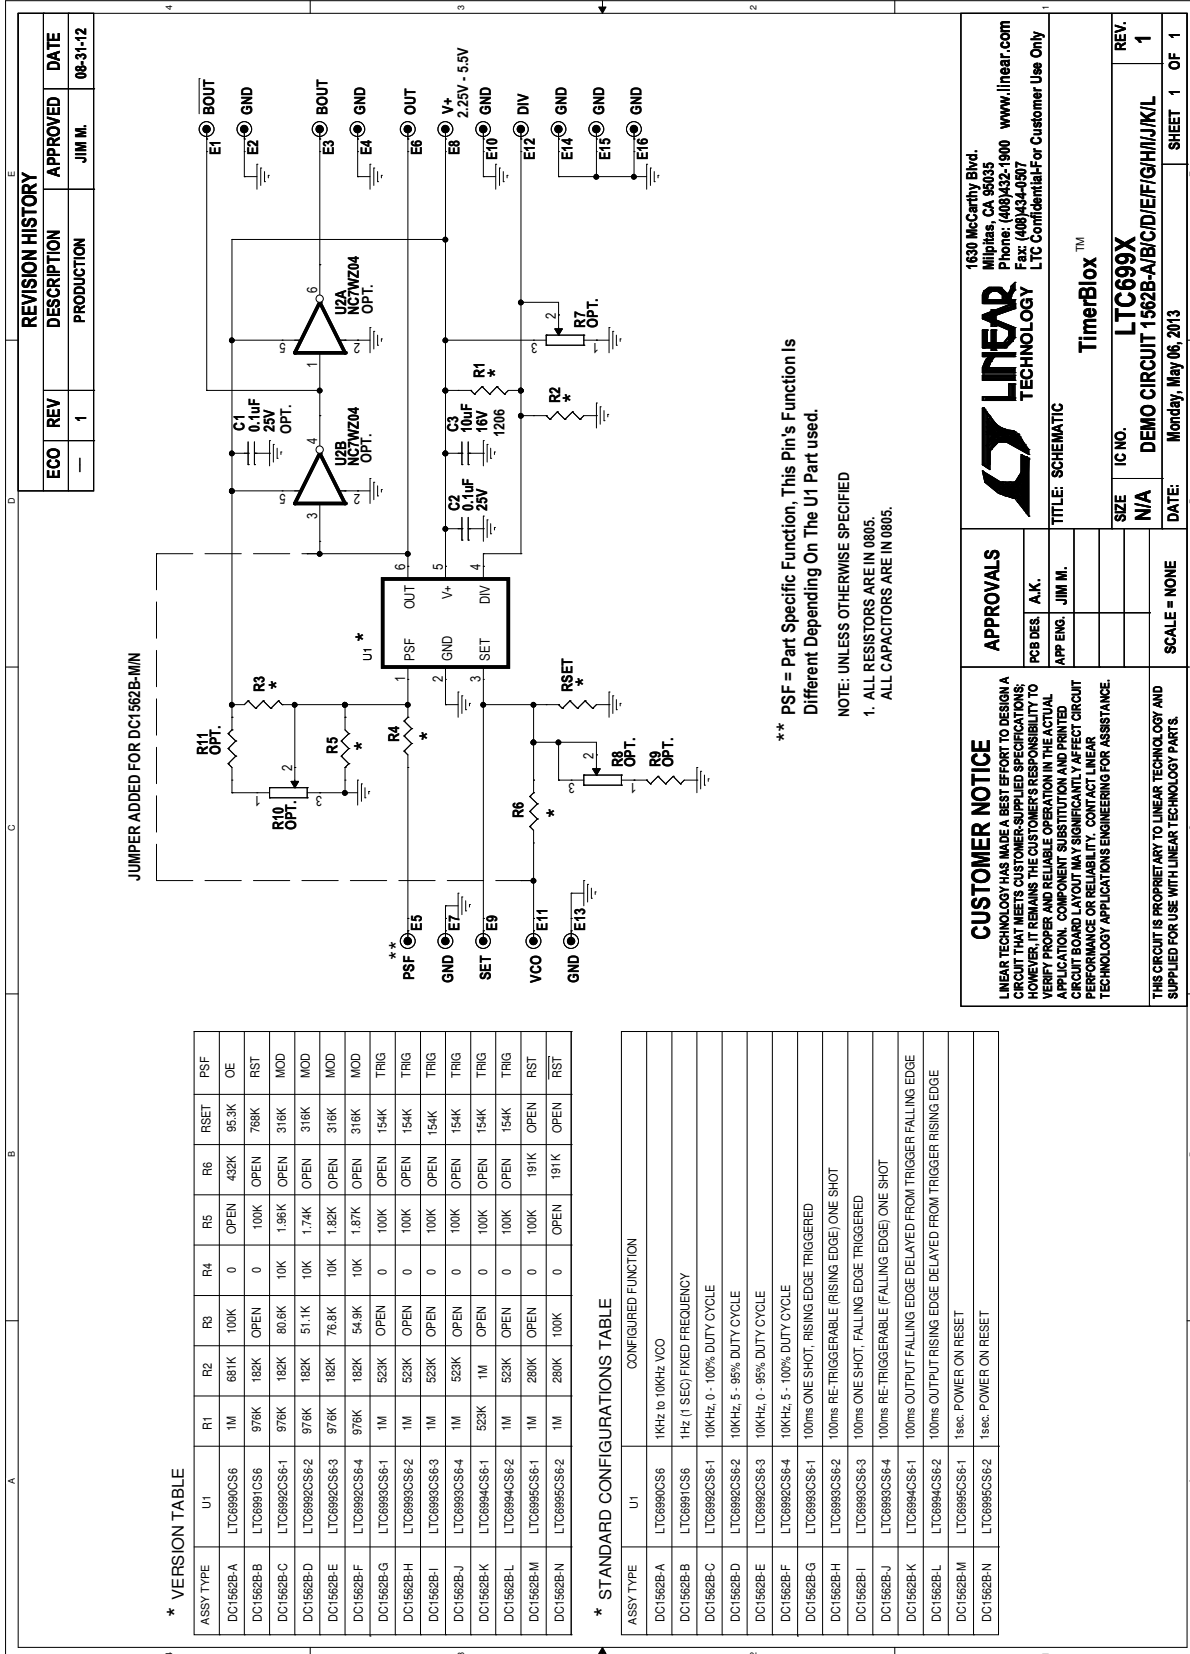 REVISION HISTORY
ECO REV DESCRIPTION APPROVED DATE
— 1 PRODUCTION JIM M. 08-31-12
JUMPER ADDED FOR DC1562B-M/N
R11
OPT.
R10
OPT.
1
2
3
R3
*
R5
*
R4
*
U1
*
PSF
GND
SET
OUT
V+
DIV
1
2
3
6
5
4
R6
*
R8
OPT.
3
2
1
R9
OPT.
RSET
*
**
PSF
E5
GND
E7
SET
E9
VCO
E11
GND
E13
C1
0.1uF
25V
OPT.
U2B
NC7WZ04
OPT.
3
4
5
2
U2A
NC7WZ04
OPT.
1
6
5
2
C2
0.1uF
25V
C3
10uF
16V
1206
R1
*
R2
*
R7
OPT.
3
2
1
BOUT
E1
GND
E2
BOUT
E3
GND
E4
OUT
E6
V+
2.25V - 5.5V
E8
GND
E10
DIV
E12
GND
E14
GND
E15
GND
E16
** PSF = Part Specific Function, This Pin's Function Is
Different Depending On The U1 Part used.
NOTE: UNLESS OTHERWISE SPECIFIED
1. ALL RESISTORS ARE IN 0805.
ALL CAPACITORS ARE IN 0805.
* VERSION TABLE
ASSY TYPE U1 R1 R2 R3 R4 R5 R6 RSET PSF
DC1562B-A LTC6990CS6 1M 681K 100K 0 OPEN 432K 95.3K OE
DC1562B-B LTC6991CS6 976K 182K OPEN 0 100K OPEN 768K RST
DC1562B-C LTC6992CS6-1 976K 182K 80.6K 10K 1.96K OPEN 316K MOD
DC1562B-D LTC6992CS6-2 976K 182K 51.1K 10K 1.74K OPEN 316K MOD
DC1562B-E LTC6992CS6-3 976K 182K 76.8K 10K 1.82K OPEN 316K MOD
DC1562B-F LTC6992CS6-4 976K 182K 54.9K 10K 1.87K OPEN 316K MOD
DC1562B-G LTC6993CS6-1 1M 523K OPEN 0 100K OPEN 154K TRIG
DC1562B-H LTC6993CS6-2 1M 523K OPEN 0 100K OPEN 154K TRIG
DC1562B-I LTC6993CS6-3 1M 523K OPEN 0 100K OPEN 154K TRIG
DC1562B-J LTC6993CS6-4 1M 523K OPEN 0 100K OPEN 154K TRIG
DC1562B-K LTC6994CS6-1 523K 1M OPEN 0 100K OPEN 154K TRIG
DC1562B-L LTC6994CS6-2 1M 523K OPEN 0 100K OPEN 154K TRIG
DC1562B-M LTC6995CS6-1 1M 280K OPEN 0 100K 191K OPEN RST
DC1562B-N LTC6995CS6-2 1M 280K 100K 0 OPEN 191K OPEN RST
* STANDARD CONFIGURATIONS TABLE
ASSY TYPE U1 CONFIGURED FUNCTION
DC1562B-A LTC6990CS6 1KHz to 10KHz VCO
DC1562B-B LTC6991CS6 1Hz (1 SEC) FIXED FREQUENCY
DC1562B-C LTC6992CS6-1 10KHz, 0 - 100% DUTY CYCLE
DC1562B-D LTC6992CS6-2 10KHz, 5 - 95% DUTY CYCLE
DC1562B-E LTC6992CS6-3 10KHz, 0 - 95% DUTY CYCLE
DC1562B-F LTC6992CS6-4 10KHz, 5 - 100% DUTY CYCLE
DC1562B-G LTC6993CS6-1 100ms ONE SHOT, RISING EDGE TRIGGERED
DC1562B-H LTC6993CS6-2 100ms RE-TRIGGERABLE (RISING EDGE) ONE SHOT
DC1562B-I LTC6993CS6-3 100ms ONE SHOT, FALLING EDGE TRIGGERED
DC1562B-J LTC6993CS6-4 100ms RE-TRIGGERABLE (FALLING EDGE) ONE SHOT
DC1562B-K LTC6994CS6-1 100ms OUTPUT FALLING EDGE DELAYED FROM TRIGGER FALLING EDGE
DC1562B-L LTC6994CS6-2 100ms OUTPUT RISING EDGE DELAYED FROM TRIGGER RISING EDGE
DC1562B-M LTC6995CS6-1 1sec. POWER ON RESET
DC1562B-N LTC6995CS6-2 1sec. POWER ON RESET
CUSTOMER NOTICE
LINEAR TECHNOLOGY HAS MADE A BEST EFFORT TO DESIGN A
CIRCUIT THAT MEETS CUSTOMER-SUPPLIED SPECIFICATIONS;
HOWEVER, IT REMAINS THE CUSTOMER'S RESPONSIBILITY TO
VERIFY PROPER AND RELIABLE OPERATION IN THE ACTUAL
APPLICATION. COMPONENT SUBSTITUTION AND PRINTED
CIRCUIT BOARD LAYOUT MAY SIGNIFICANTLY AFFECT CIRCUIT
PERFORMANCE OR RELIABILITY. CONTACT LINEAR
TECHNOLOGY APPLICATIONS ENGINEERING FOR ASSISTANCE.
THIS CIRCUIT IS PROPRIETARY TO LINEAR TECHNOLOGY AND
SUPPLIED FOR USE WITH LINEAR TECHNOLOGY PARTS.
APPROVALS
PCB DES. A.K.
APP ENG. JIM M.
SCALE = NONE
LINEAR
TECHNOLOGY
1630 McCarthy Blvd.
Milpitas, CA 95035
Phone: (408)432-1900 www.linear.com
Fax: (408)434-0507
LTC Confidential-For Customer Use Only
TITLE: SCHEMATIC
TimerBlox ™
SIZE
N/A
IC NO.
LTC699X
DEMO CIRCUIT 1562B-A/B/C/D/E/F/G/H/I/J/K/L
REV.
1
DATE: Monday, May 06, 2013
SHEET 1 OF 1
A
B
C
D
E
4
3
2
1